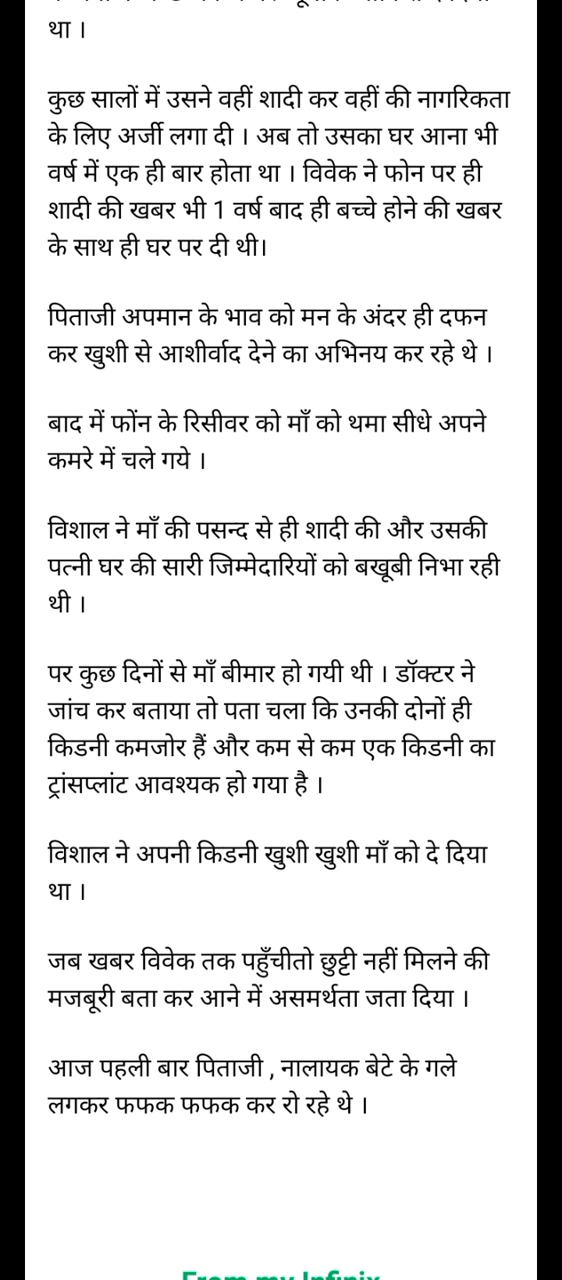 था ।
कुछ सालों में उसने वहीं शादी कर वहीं की नागरिकता
के लिए अर्जी लगा दी । अब तो उसका घर आना भी
वर्ष में एक ही बार होता था । विवेक ने फोन पर ही
शादी की खबर भी 1 वर्ष बाद ही बच्चे होने की खबर
के साथ ही घर पर दी थी।
पिताजी अपमान के भाव को मन के अंदर ही दफन
कर खुशी से आशीर्वाद देने का अभिनय कर रहे थे ।
बाद में फोंन के रिसीवर को माँ को थमा सीधे अपने
कमरे में चले गये ।
विशाल ने माँ की पसन्द से ही शादी की और उसकी
पत्नी घर की सारी जिम्मेदारियों को बखूबी निभा रही
थी ।
पर कुछ दिनों से माँ बीमार हो गयी थी । डॉक्टर ने
जांच कर बताया तो पता चला कि उनकी दोनों ही
किडनी कमजोर हैं और कम से कम एक किडनी का
ट्रांसप्लांट आवश्यक हो गया है ।
विशाल ने अपनी किडनी खुशी खुशी माँ को दे दिया
था ।
जब खबर विवेक तक पहुँचीतो छुट्टी नहीं मिलने की
मजबूरी बता कर आने में असमर्थता जता दिया ।
आज पहली बार पिताजी , नालायक बेटे के गले
लगकर फफक फफक कर रो रहे थे ।
From my Infinix